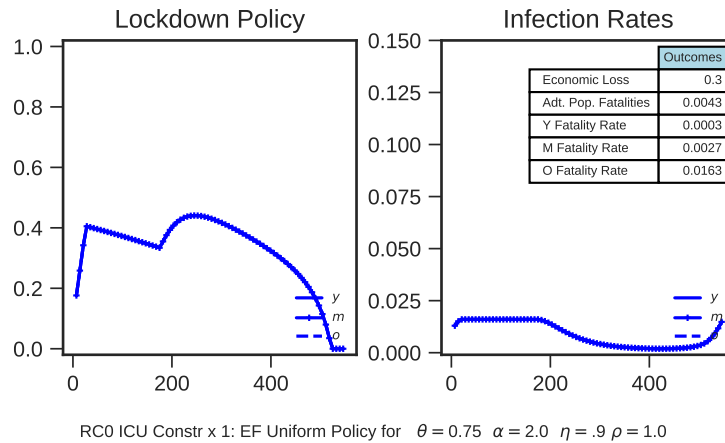 Lockdown Policy
1.0
0.8
0.6
0.4
0.2
0.0
0 200 400
y
m
o
Infection Rates
0.150
0.125
0.100
0.075
0.050
0.025
0.000
0 200 400
Outcomes
Economic Loss 0.3
Adt. Pop. Fatalities 0.0043
Y Fatality Rate 0.0003
M Fatality Rate 0.0027
O Fatality Rate 0.0163
y
m
o
RC0 ICU Constr x 1: EF Uniform Policy for θ = 0.75 α = 2.0 η = .9 ρ = 1.0